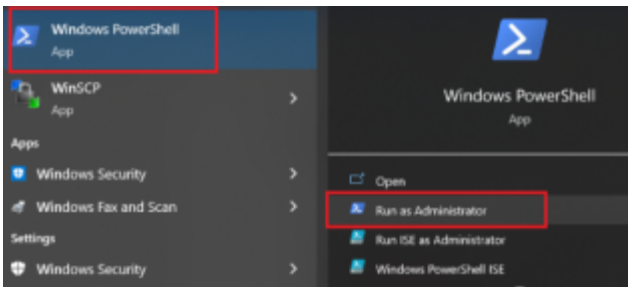 Windows PowerShell
App
WinSCP
App
Apps
Windows Security
Windows Fax and Scan
Settings
Windows Security
Windows PowerShell
App
Open
Run as Administrator
Run ISE as Administrator
Windows PowerShell ISE